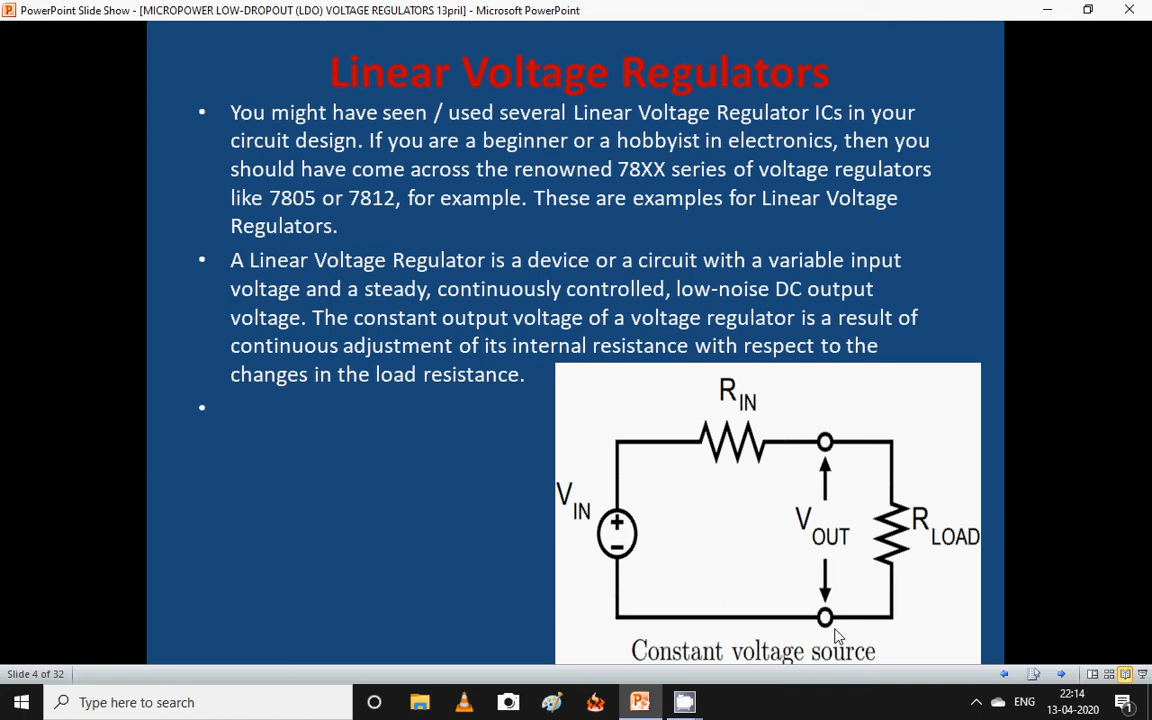 PowerPoint Slide Show - [MICROPOWER LOW-DROPOUT (LDO) VOLTAGE REGULATORS 13pril] - Microsoft PowerPoint
Linear Voltage Regulators
• You might have seen / used several Linear Voltage Regulator ICs in your
circuit design. If you are a beginner or a hobbyist in electronics, then you
should have come across the renowned 78XX series of voltage regulators
like 7805 or 7812, for example. These are examples for Linear Voltage
Regulators.
• A Linear Voltage Regulator is a device or a circuit with a variable input
voltage and a steady, continuously controlled, low-noise DC output
voltage. The constant output voltage of a voltage regulator is a result of
continuous adjustment of its internal resistance with respect to the
changes in the load resistance.
•
R IN
V IN
+
V OUT
R LOAD
-
Constant voltage source
Slide 4 of 32
Type here to search
ENG
22:14
13-04-2020
1